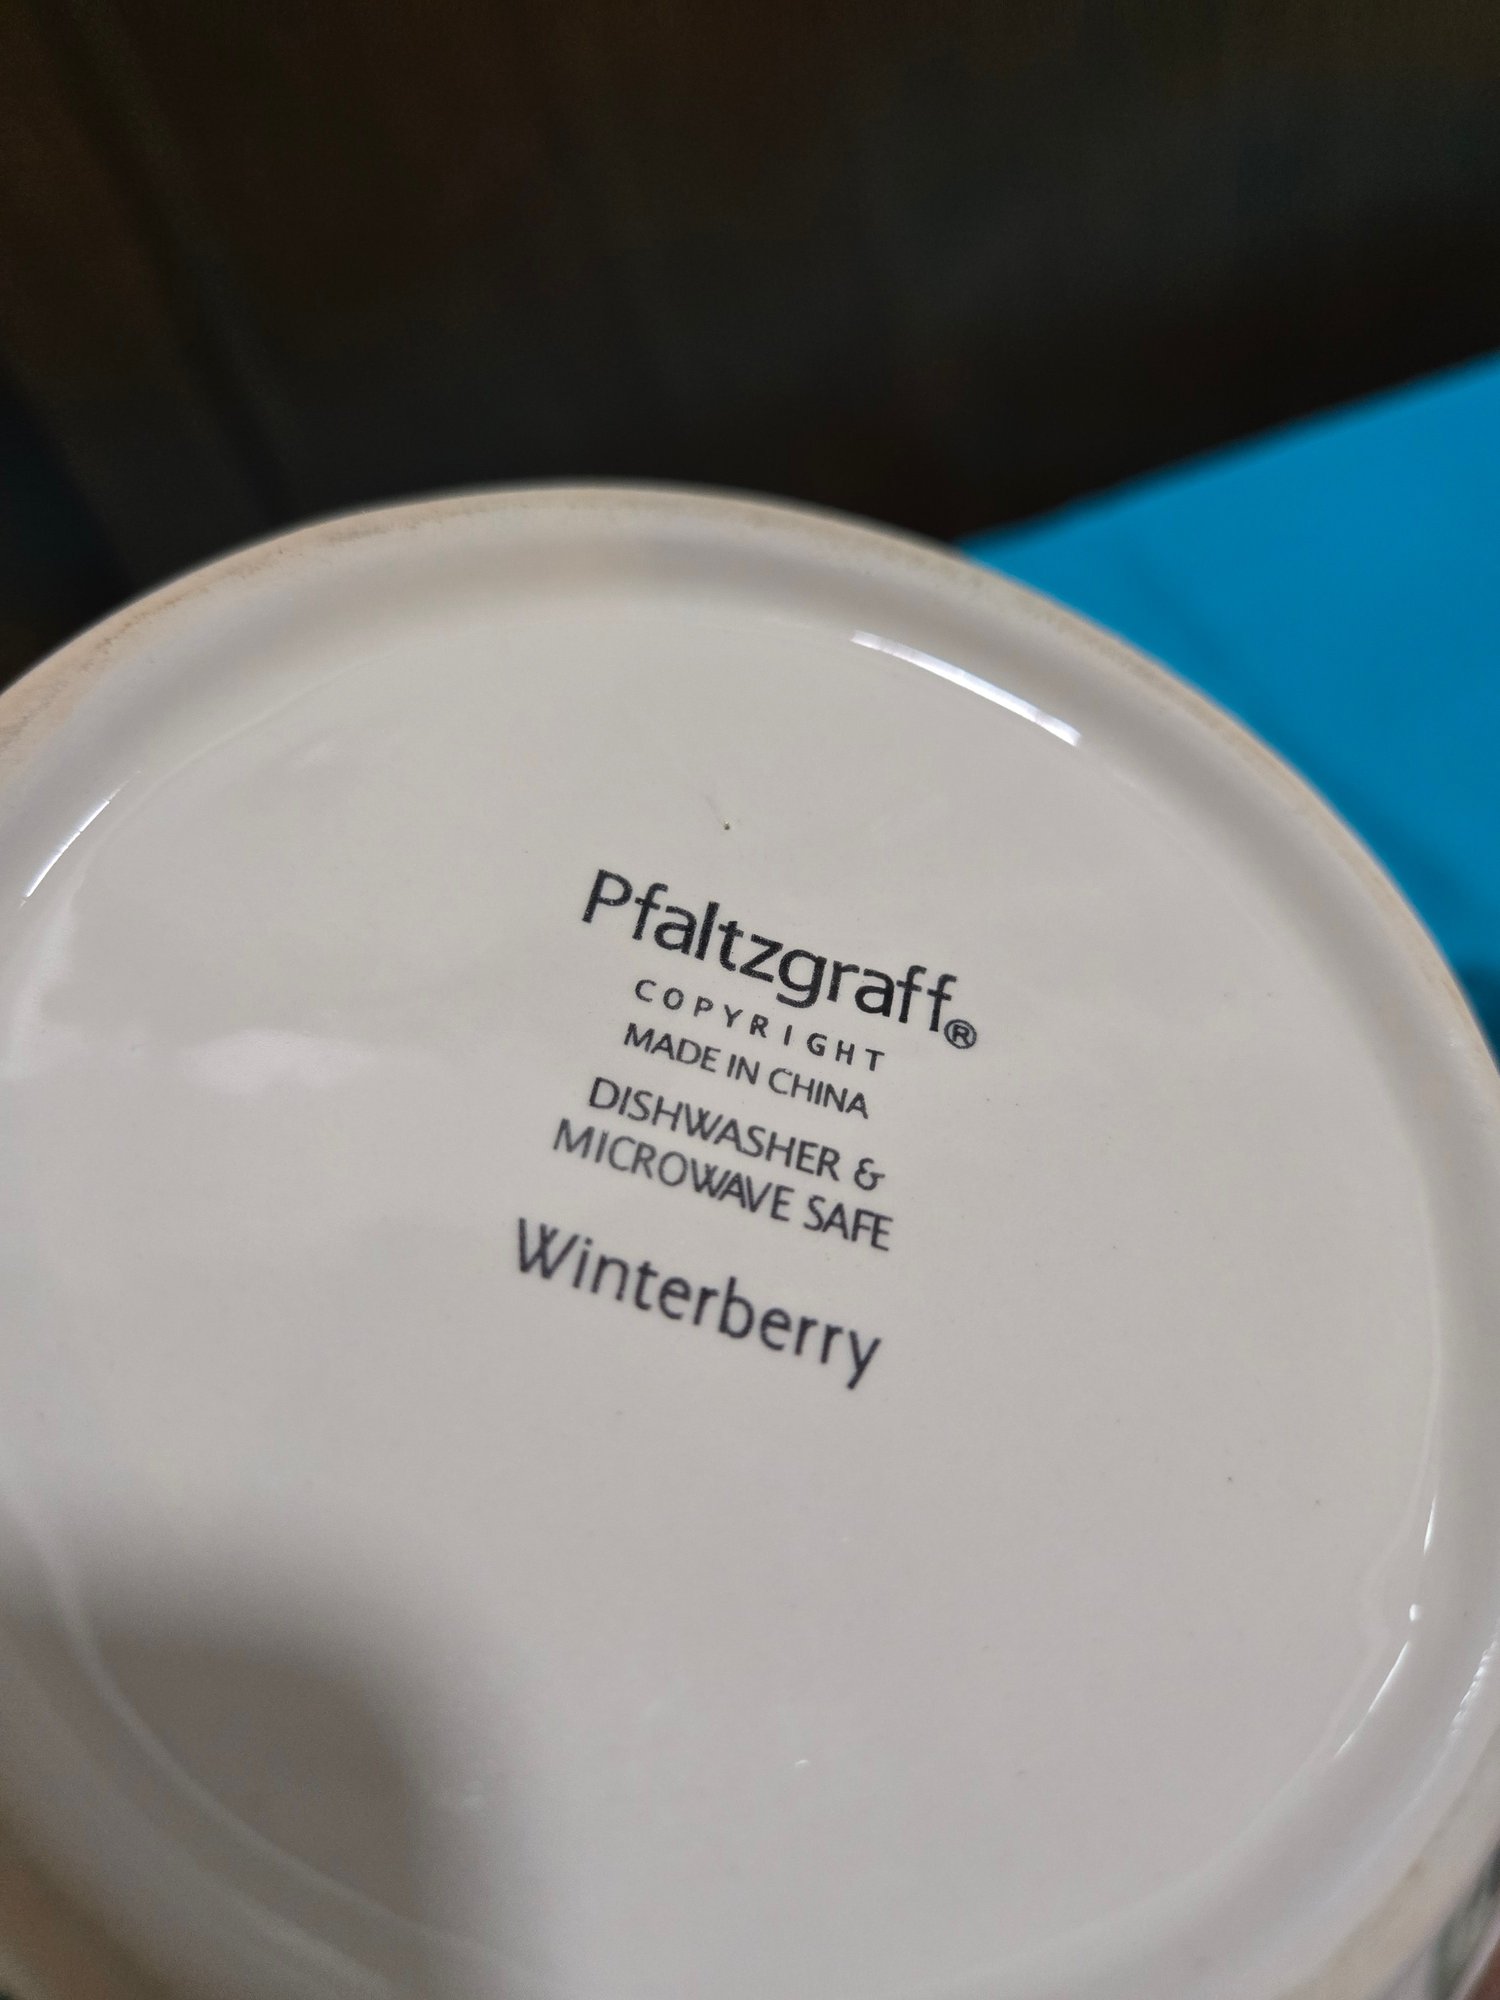 Pfaltzgraff®
COPYRIGHT
MADE IN CHINA
DISHWASHER &
MICROWAVE SAFE
Winterberry